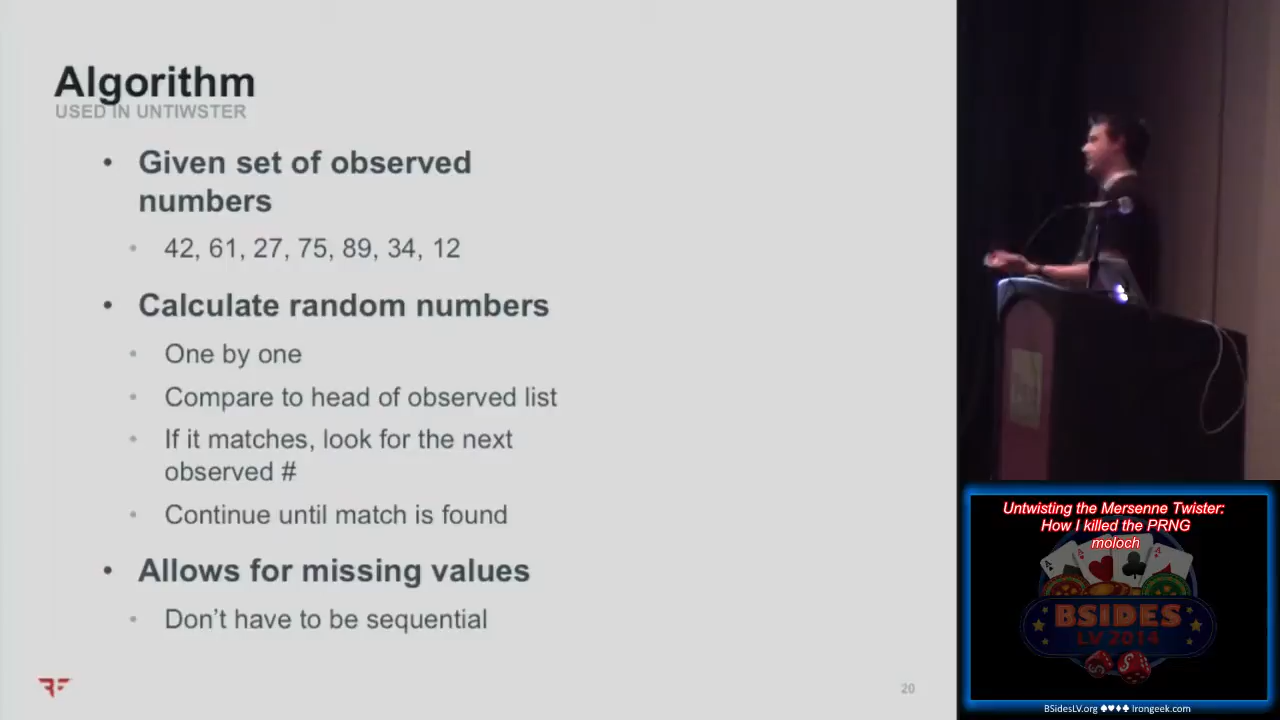 Algorithm
USED IN UNTIWSTER
• Given set of observed
numbers
• 42, 61, 27, 75, 89, 34, 12
• Calculate random numbers
• One by one
• Compare to head of observed list
• If it matches, look for the next
observed #
• Continue until match is found
• Allows for missing values
• Don't have to be sequential
20
Untwisting the Mersenne Twister:
How I killed the PRNG
moloch
BSIDES
LV 2014
BSidesLV.org ♠♥♦♣ Irongeek.com